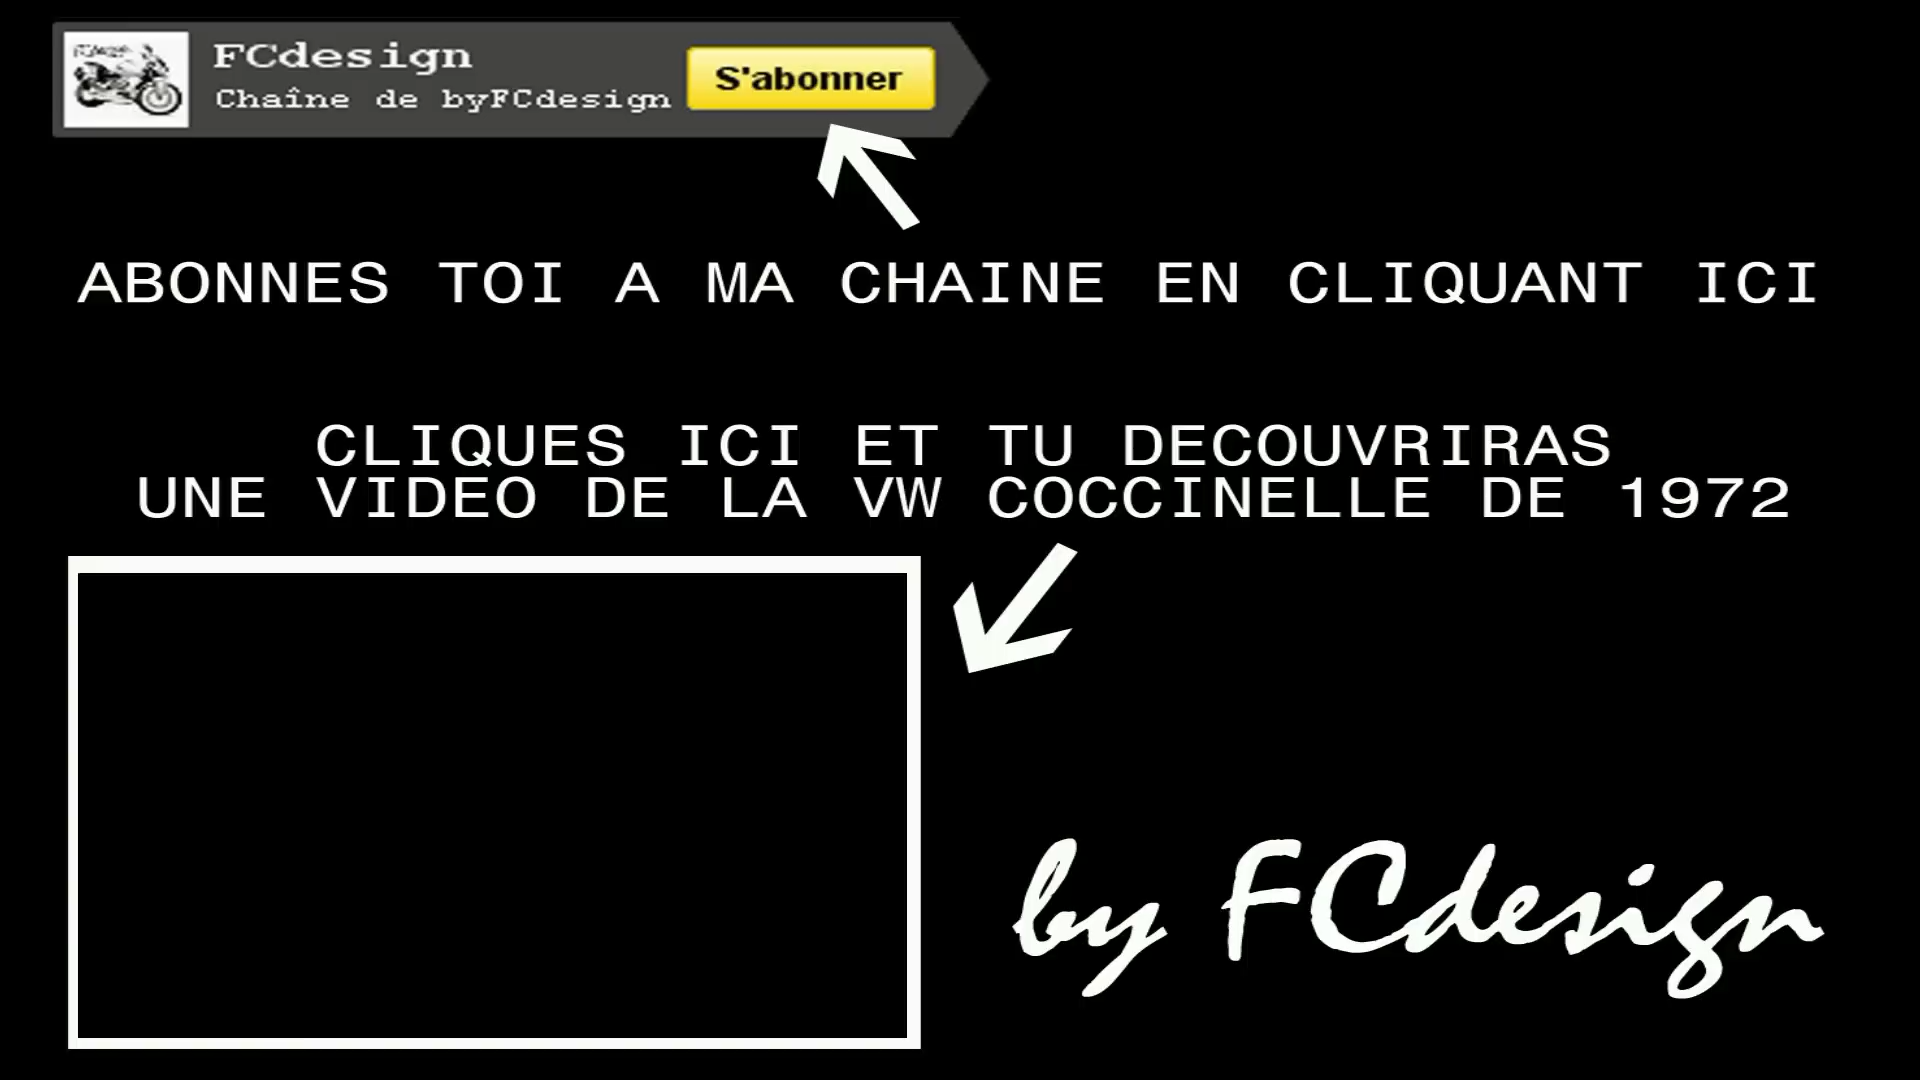 FCdesign
Chaîne de byFCdesign
S'abonner
ABONNES TOI A MA CHAINE EN CLIQUANT ICI
CLIQUES ICI ET TU DECOUVRIRAS
UNE VIDEO DE LA VW COCCINELLE DE 1972
by FCdesign